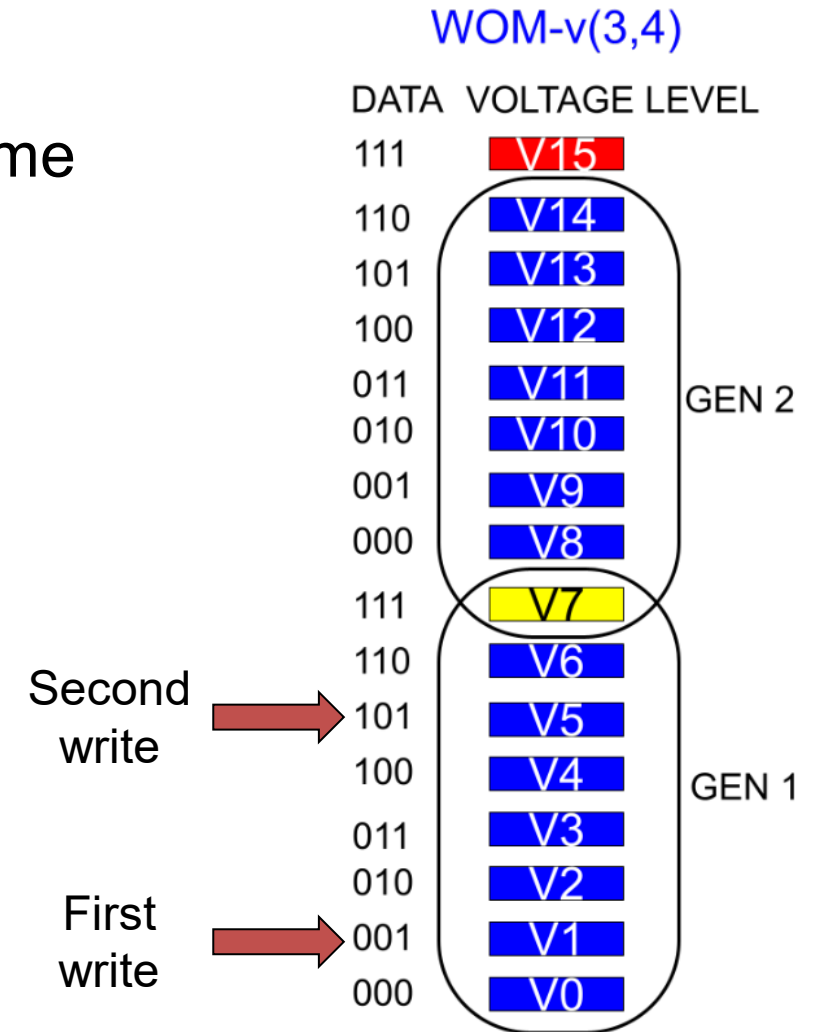 WOM-v(3,4)
DATA VOLTAGE LEVEL
me
111 V15
110 V14
101 V13
100 V12
011 V11
GEN 2
010 V10
001 V9
000 V8
111 V7
110 V6
Second
write
101 V5
100 V4
GEN 1
011 V3
010 V2
First
write
001 V1
000 V0